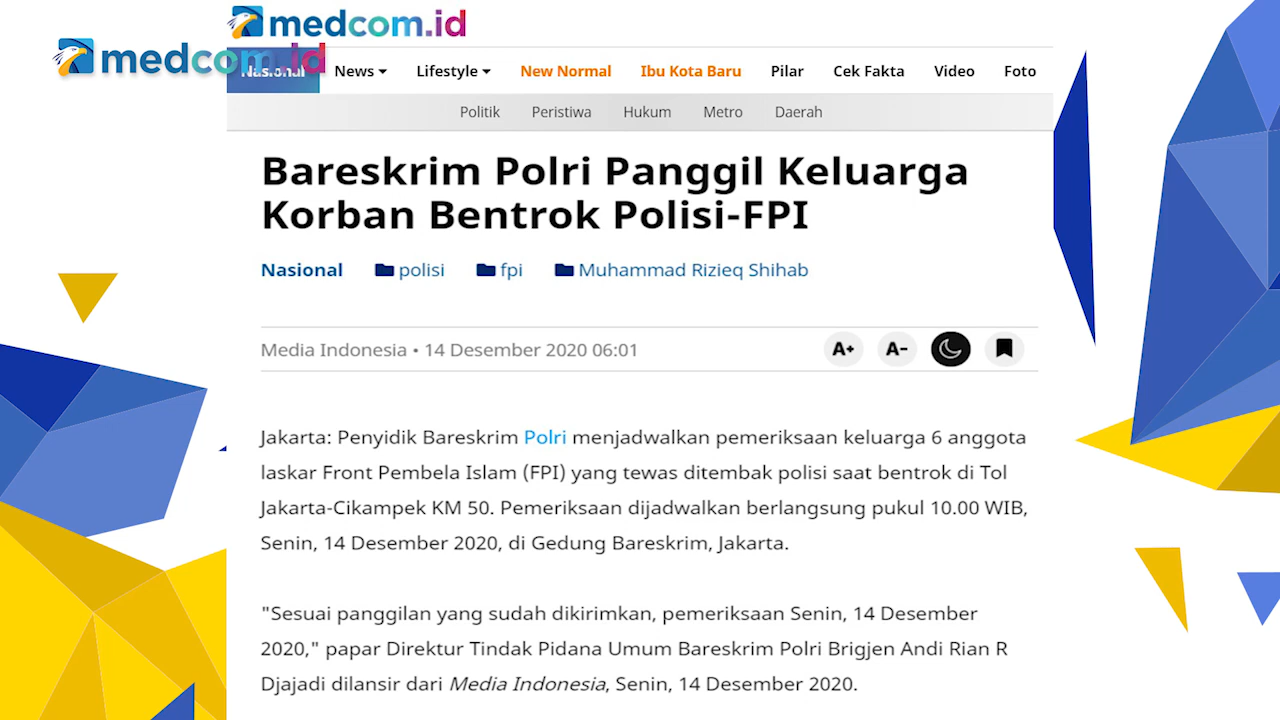 medcom.id
medcom.id
Nasional News Lifestyle New Normal Ibu Kota Baru Pilar Cek Fakta Video Foto
Politik Peristiwa Hukum Metro Daerah
Bareskrim Polri Panggil Keluarga
Korban Bentrok Polisi-FPI
Nasional polisi fpi Muhammad Rizieq Shihab
Media Indonesia • 14 Desember 2020 06:01 A+ A-
Jakarta: Penyidik Bareskrim Polri menjadwalkan pemeriksaan keluarga 6 anggota
laskar Front Pembela Islam (FPI) yang tewas ditembak polisi saat bentrok di Tol
Jakarta-Cikampek KM 50. Pemeriksaan dijadwalkan berlangsung pukul 10.00 WIB,
Senin, 14 Desember 2020, di Gedung Bareskrim, Jakarta.
"Sesuai panggilan yang sudah dikirimkan, pemeriksaan Senin, 14 Desember
2020," papar Direktur Tindak Pidana Umum Bareskrim Polri Brigjen Andi Rian R
Djajadi dilansir dari Media Indonesia, Senin, 14 Desember 2020.